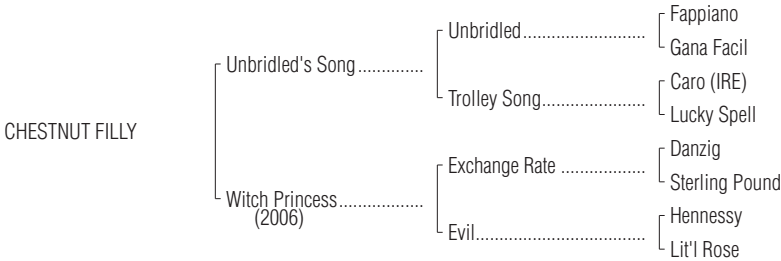 Fappiano
Unbridled..........................
Gana Facil
Unbridled's Song..............
Caro (IRE)
Trolley Song......................
Lucky Spell
CHESTNUT FILLY
Danzig
Exchange Rate ..................
Sterling Pound
Witch Princess..................
(2006)
Hennessy
Evil....................................
Lit'l Rose